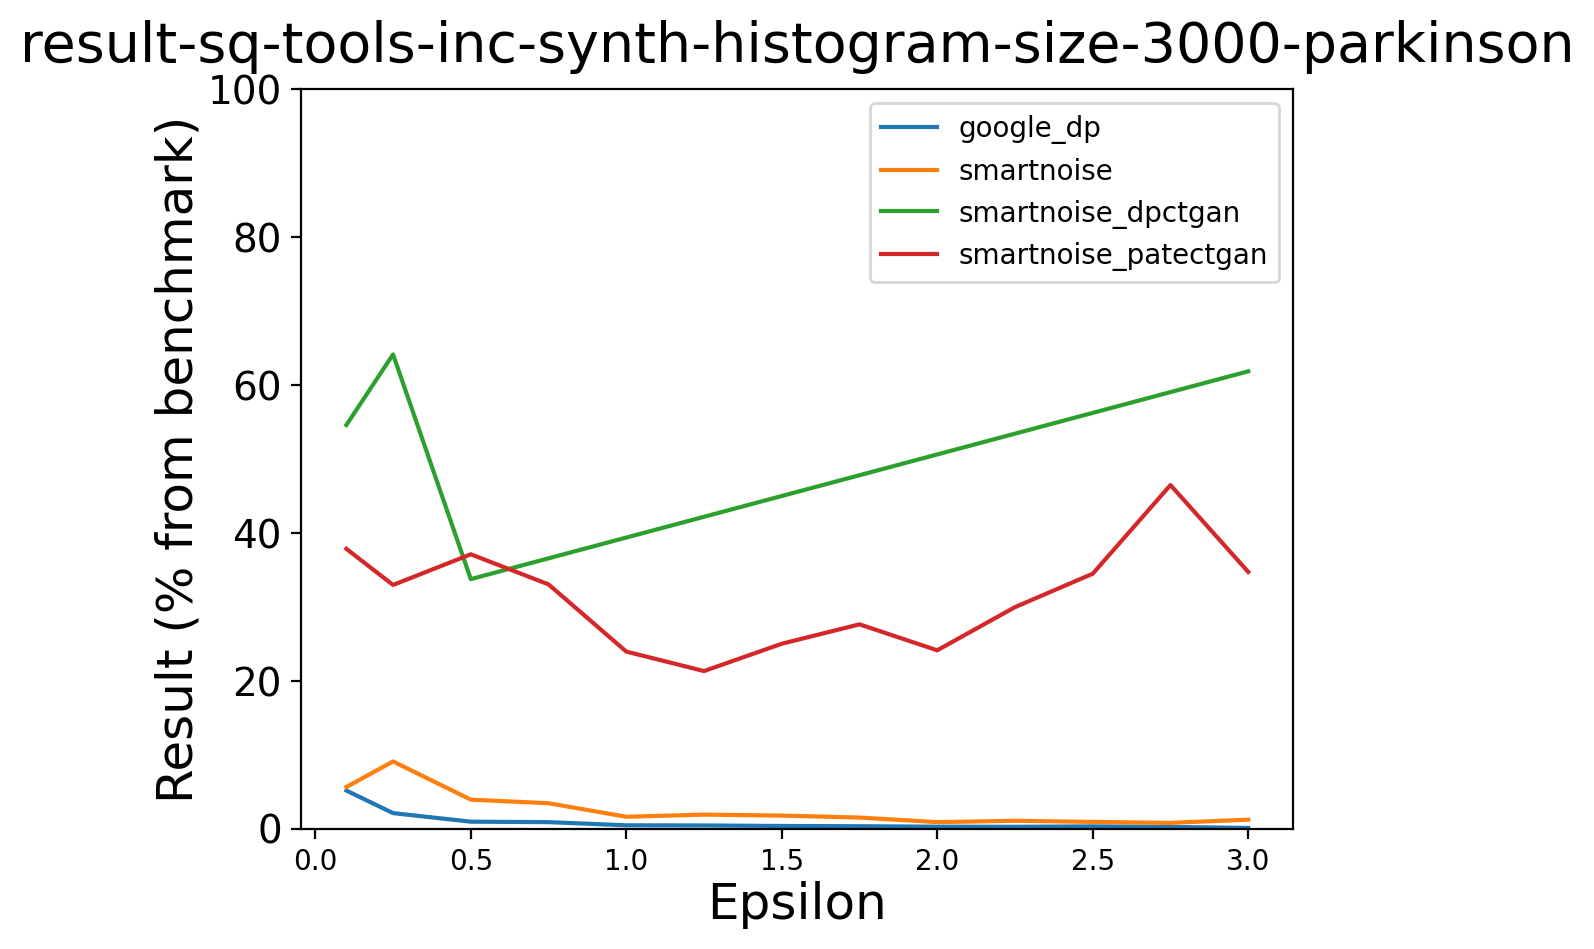 result-sq-tools-inc-synth-histogram-size-3000-parkinson
Result (% from benchmark)
100
80
60
40
20
0
google_dp
smartnoise
smartnoise_dpctgan
smartnoise_patectgan
0.0 0.5 1.0 1.5 2.0 2.5 3.0
Epsilon